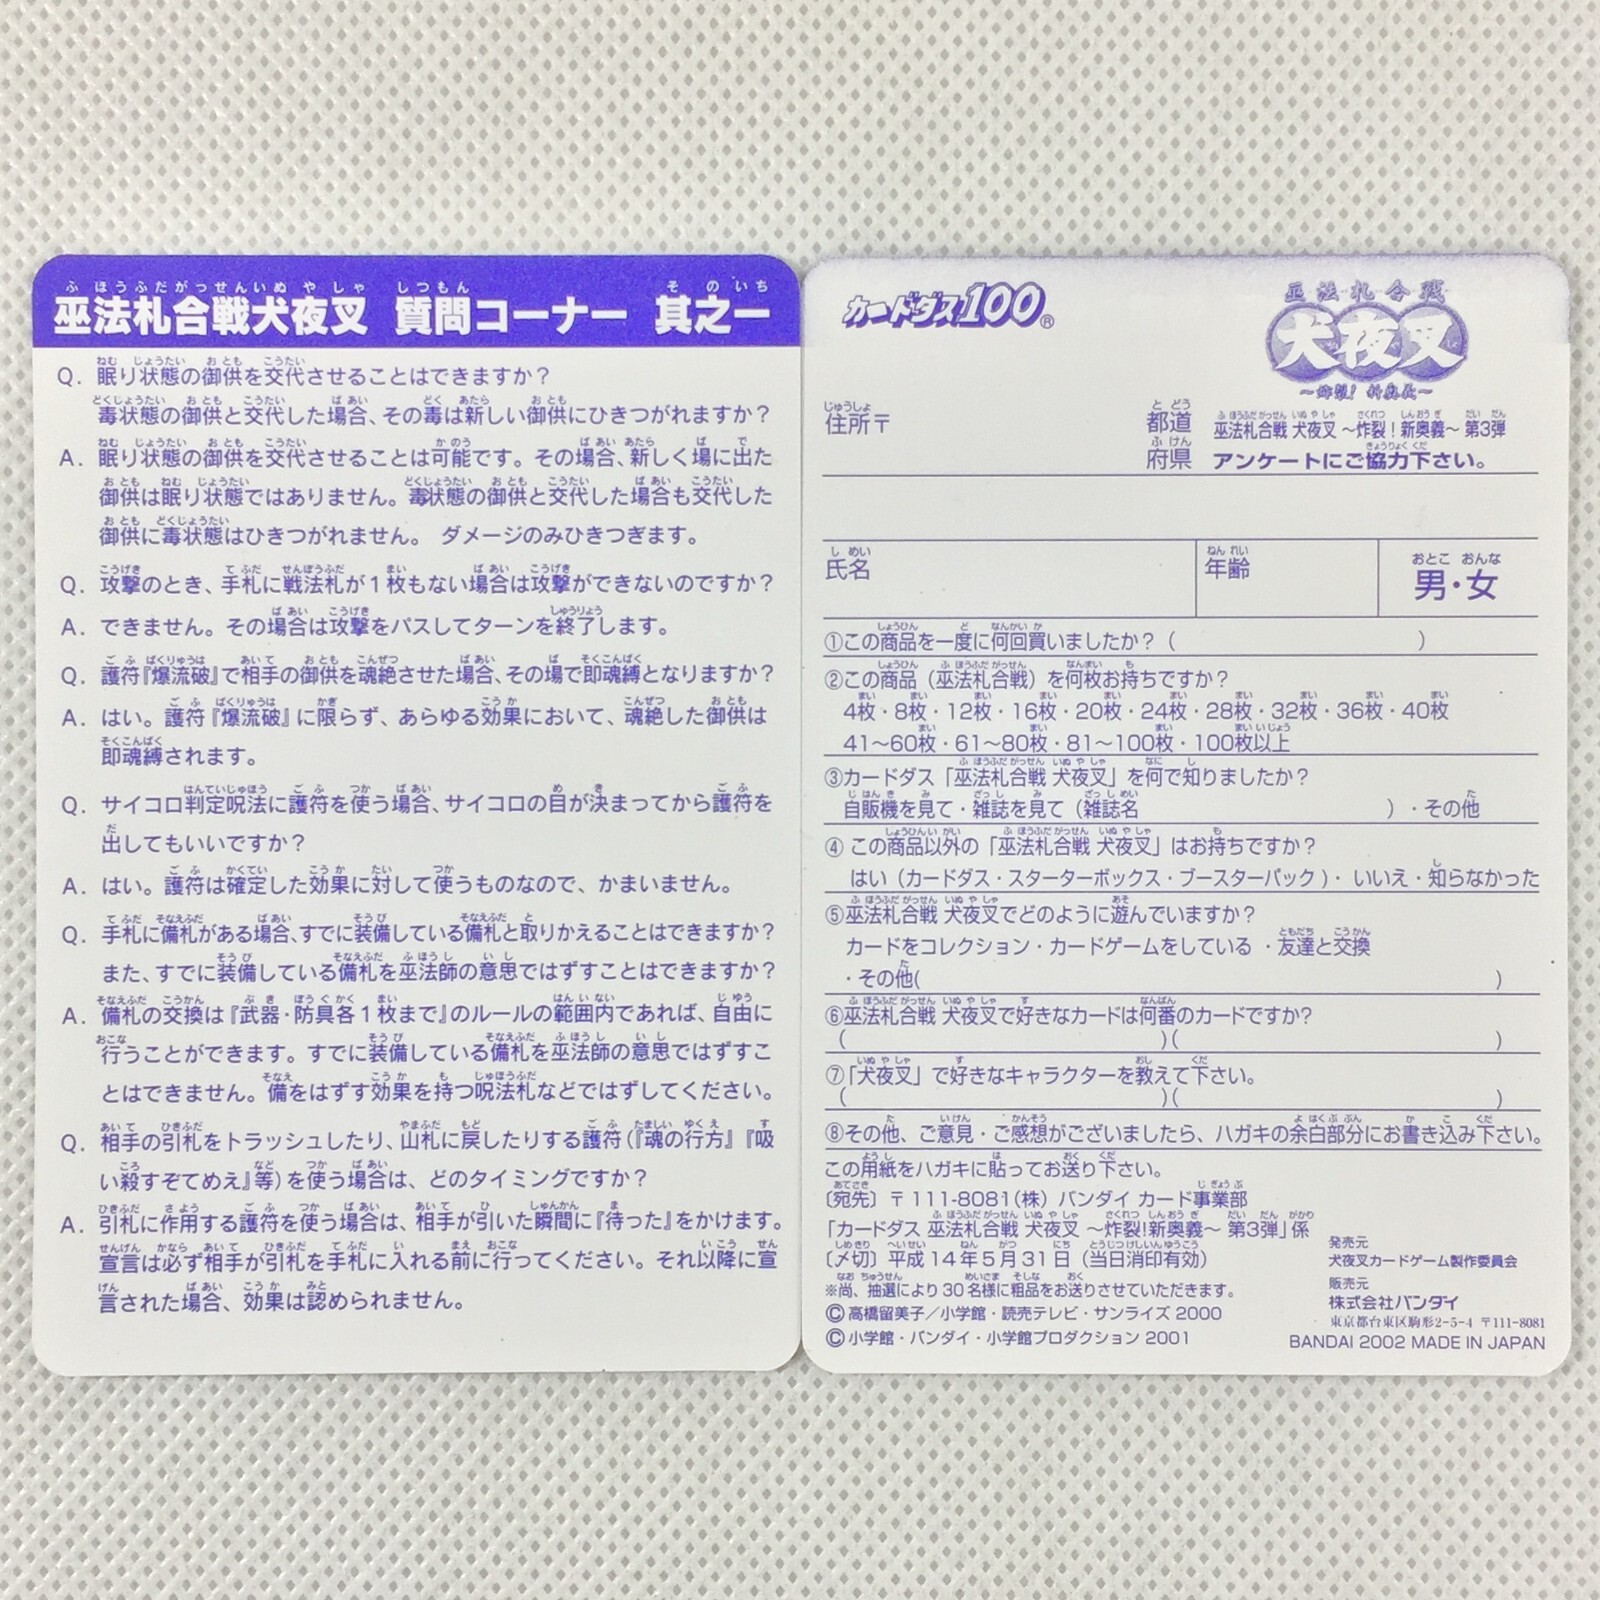 巫法札合戦犬夜叉 質問コーナー 其之一
Q. 眠り状態の御供を交代させることはできますか？
毒状態の御供と交代した場合、その毒は新しい御供にひきつがれますか？
A. 眠り状態の御供を交代させることは可能です。その場合、新しく場に出た
御供は眠り状態ではありません。毒状態の御供と交代した場合も交代した
御供に毒状態はひきつがれません。 ダメージのみひきつぎます。
Q. 攻撃のとき、手札に戦法札が1枚もない場合は攻撃ができないのですか？
A. できません。その場合は攻撃をパスしてターンを終了します。
Q. 護符『爆流破』で相手の御供を魂絶させた場合、その場で即魂縛となりますか？
A. はい。護符『爆流破』に限らず、あらゆる効果において、魂絶した御供は
即魂縛されます。
Q. サイコロ判定呪法に護符を使う場合、サイコロの目が決まってから護符を
出してもいいですか？
A. はい。護符は確定した効果に対して使うものなので、かまいません。
Q. 手札に備札がある場合、すでに装備している備札と取りかえることはできますか？
また、すでに装備している備札を巫法師の意思ではずすことはできますか？
A. 備札の交換は『武器・防具各1枚まで』のルールの範囲内であれば、自由に
行うことができます。すでに装備している備札を巫法師の意思ではずすこ
とはできません。備をはずす効果を持つ呪法札などではずしてください。
Q. 相手の引札をトラッシュしたり、山札に戻したりする護符(『魂の行方』『吸
い殺すぞてめえ』等)を使う場合は、どのタイミングですか？
A. 引札に作用する護符を使う場合は、相手が引いた瞬間に『待った』をかけます。
宣言は必ず相手が引札を手札に入れる前に行ってください。それ以降に宣
言された場合、効果は認められません。
カードダス100®
巫法札合戦
犬夜叉
～炸裂！新奥義～
住所〒 都道府県
巫法札合戦 犬夜叉 ～炸裂！新奥義～ 第3弾
アンケートにご協力下さい。
氏名 年齢 男・女
①この商品を一度に何回買いましたか？（ ）
②この商品（巫法札合戦）を何枚お持ちですか？
4枚・8枚・12枚・16枚・20枚・24枚・28枚・32枚・36枚・40枚
41～60枚・61～80枚・81～100枚・100枚以上
③カードダス「巫法札合戦 犬夜叉」を何で知りましたか？
自販機を見て・雑誌を見て（雑誌名 ）・その他
④この商品以外の「巫法札合戦 犬夜叉」はお持ちですか？
はい（カードダス・スターターボックス・ブースターパック）・いいえ・知らなかった
⑤巫法札合戦 犬夜叉でどのように遊んでいますか？
カードをコレクション・カードゲームをしている ・友達と交換
・その他( )
⑥巫法札合戦 犬夜叉で好きなカードは何番のカードですか？
( )( )
⑦「犬夜叉」で好きなキャラクターを教えて下さい。
( )( )
⑧その他、ご意見・ご感想がございましたら、ハガキの余白部分にお書き込み下さい。
この用紙をハガキに貼ってお送り下さい。
〔宛先〕〒111-8081(株) バンダイ カード事業部
「カードダス 巫法札合戦 犬夜叉 ～炸裂！新奥義～ 第3弾」係
〔〆切〕平成14年5月31日（当日消印有効）
※尚、抽選により30名様に粗品をお送りさせていただきます。
©高橋留美子／小学館・読売テレビ・サンライズ 2000
©小学館・バンダイ・小学館プロダクション 2001
発売元
犬夜叉カードゲーム製作委員会
販売元
株式会社バンダイ
東京都台東区駒形2-5-4 〒111-8081
BANDAI 2002 MADE IN JAPAN